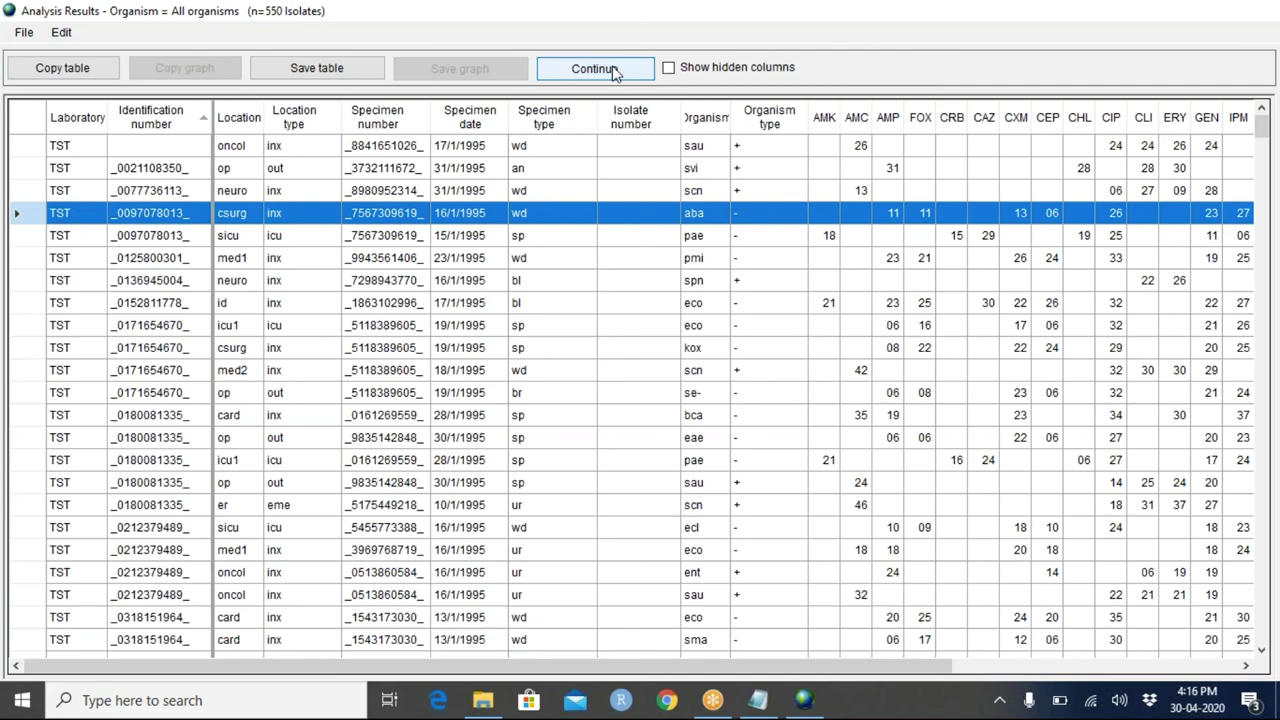 Analysis Results - Organism = All organisms   (n=550 Isolates)
File Edit
Copy table Copy graph Save table Save graph Continue Show hidden columns
Laboratory Identification number Location Location type Specimen number Specimen date Specimen type Isolate number Organism Organism type AMK AMC AMP FOX CRB CAZ CXM CEP CHL CIP CLI ERY GEN IPM
TST oncol inx _8841651026_ 17/1/1995 wd sau + 26 24 24 26 24
TST _0021108350_ op out _3732111672_ 31/1/1995 an svi + 31 28 28 30
TST _0077736113_ neuro inx _8980952314_ 31/1/1995 wd scn + 13 06 27 09 28
TST _0097078013_ csurg inx _7567309619_ 16/1/1995 wd aba - 11 11 13 06 26 23 27
TST _0097078013_ sicu icu _7567309619_ 15/1/1995 sp pae - 18 15 29 19 25 11 06
TST _0125800301_ med1 inx _9943561406_ 23/1/1995 wd pmi - 23 21 26 24 33 19 25
TST _0136945004_ neuro inx _7298943770_ 16/1/1995 bl spn + 22 26
TST _0152811778_ id inx _1863102996_ 17/1/1995 bl eco - 21 23 25 30 22 26 32 22 27
TST _0171654670_ icu1 icu _5118389605_ 19/1/1995 sp eco - 06 16 17 06 32 21 26
TST _0171654670_ csurg inx _5118389605_ 19/1/1995 sp kox - 08 22 22 24 29 20 25
TST _0171654670_ med2 inx _5118389605_ 18/1/1995 wd scn + 42 32 30 30 29
TST _0171654670_ op out _5118389605_ 19/1/1995 br se- - 06 08 23 06 32 21 24
TST _0180081335_ card inx _0161269559_ 28/1/1995 sp bca - 35 19 23 34 30 37
TST _0180081335_ op out _9835142848_ 30/1/1995 sp eae - 06 06 22 06 27 20 23
TST _0180081335_ icu1 icu _0161269559_ 28/1/1995 sp pae - 21 16 24 06 27 17 24
TST _0180081335_ op out _9835142848_ 30/1/1995 sp sau + 24 14 25 24 20
TST _0180081335_ er eme _5175449218_ 10/1/1995 ur scn + 46 18 31 37 27
TST _0212379489_ sicu icu _5455773388_ 16/1/1995 wd ecl - 10 09 18 10 24 18 23
TST _0212379489_ med1 inx _3969768719_ 16/1/1995 ur eco - 18 18 20 18 18 24
TST _0212379489_ oncol inx _0513860584_ 16/1/1995 ur ent + 24 14 06 19 19
TST _0212379489_ oncol inx _0513860584_ 16/1/1995 ur sau + 32 22 21 21 19
TST _0318151964_ card inx _1543173030_ 13/1/1995 wd eco - 20 25 24 20 35 21 30
TST _0318151964_ card inx _1543173030_ 13/1/1995 wd sma - 06 17 12 06 30 20 25
Type here to search
4:16 PM
30-04-2020
3